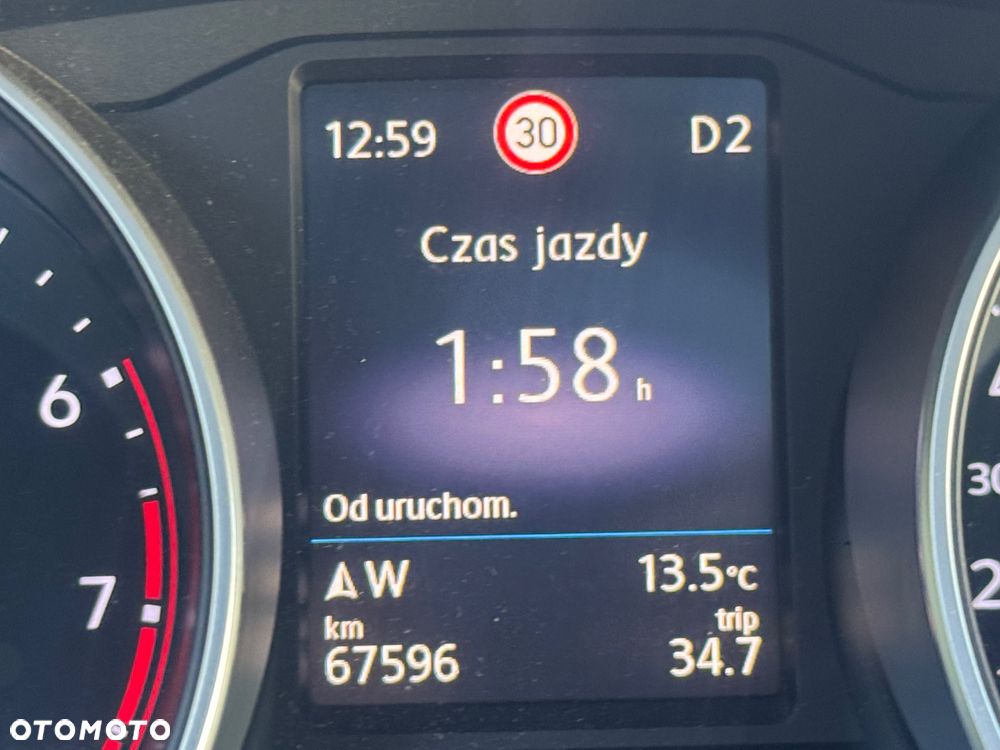 12:59 30 D2
Czas jazdy
1:58 h
Od uruchom.
W 13.5°C
km trip
67596 34.7
6
7
OTOMOTO